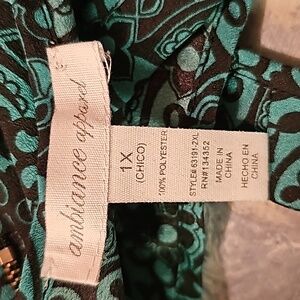 ambiance apparel
1X
(CHICO)
100% POLYESTER
STYLE# 63191-2XL
RN# 134352
MADE IN
CHINA
HECHO EN
CHINA